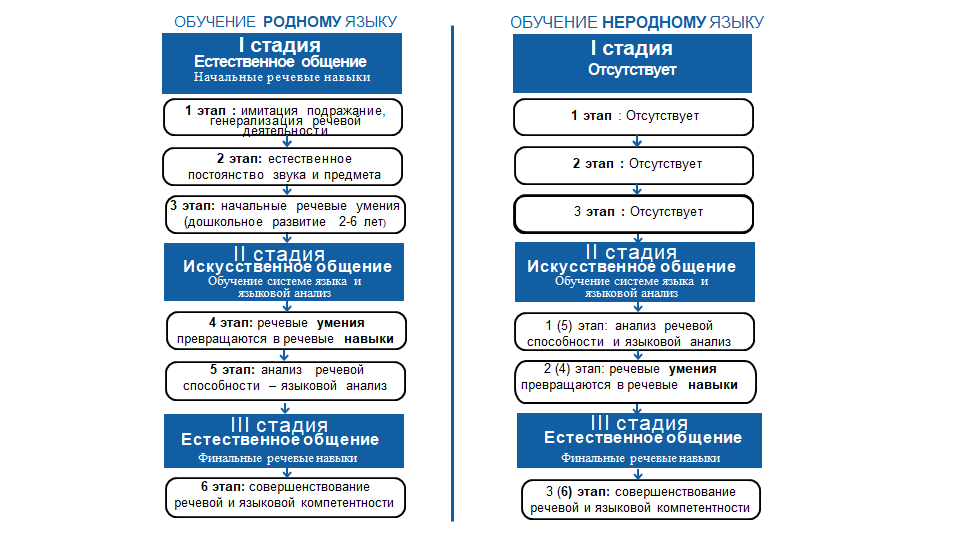 ОБУЧЕНИЕ РОДНОМУ ЯЗЫКУ
I стадия
Естественное общение
Начальные речевые навыки
1 этап : имитация подражание,
генерализация речевой
деятельности
2 этап: естественное
постоянство звука и предмета
3 этап: начальные речевые умения
(дошкольное развитие 2-6 лет)
II стадия
Искусственное общение
Обучение системе языка и
языковой анализ
4 этап: речевые умения
превращаются в речевые навыки
5 этап: анализ речевой
способности – языковой анализ
III стадия
Естественное общение
Финальные речевые навыки
6 этап: совершенствование
речевой и языковой компетентности
ОБУЧЕНИЕ НЕРОДНОМУ ЯЗЫКУ
I стадия
Отсутствует
1 этап : Отсутствует
2 этап : Отсутствует
3 этап : Отсутствует
II стадия
Искусственное общение
Обучение системе языка и
языковой анализ
1 (5) этап: анализ речевой
способности и языковой анализ
2 (4) этап: речевые умения
превращаются в речевые навыки
III стадия
Естественное общение
Финальные речевые навыки
3 (6) этап: совершенствование
речевой и языковой компетентности